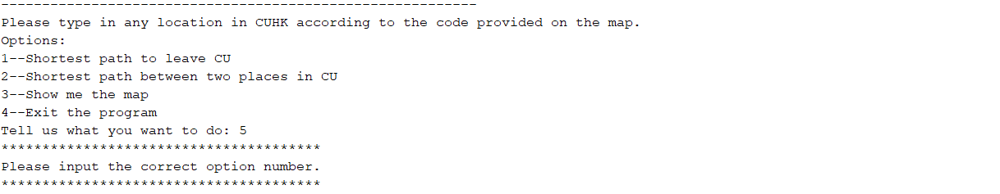 ----------------------------------------------------------
Please type in any location in CUHK according to the code provided on the map.
Options:
1--Shortest path to leave CU
2--Shortest path between two places in CU
3--Show me the map
4--Exit the program
Tell us what you want to do: 5
***************************************
Please input the correct option number.
***************************************